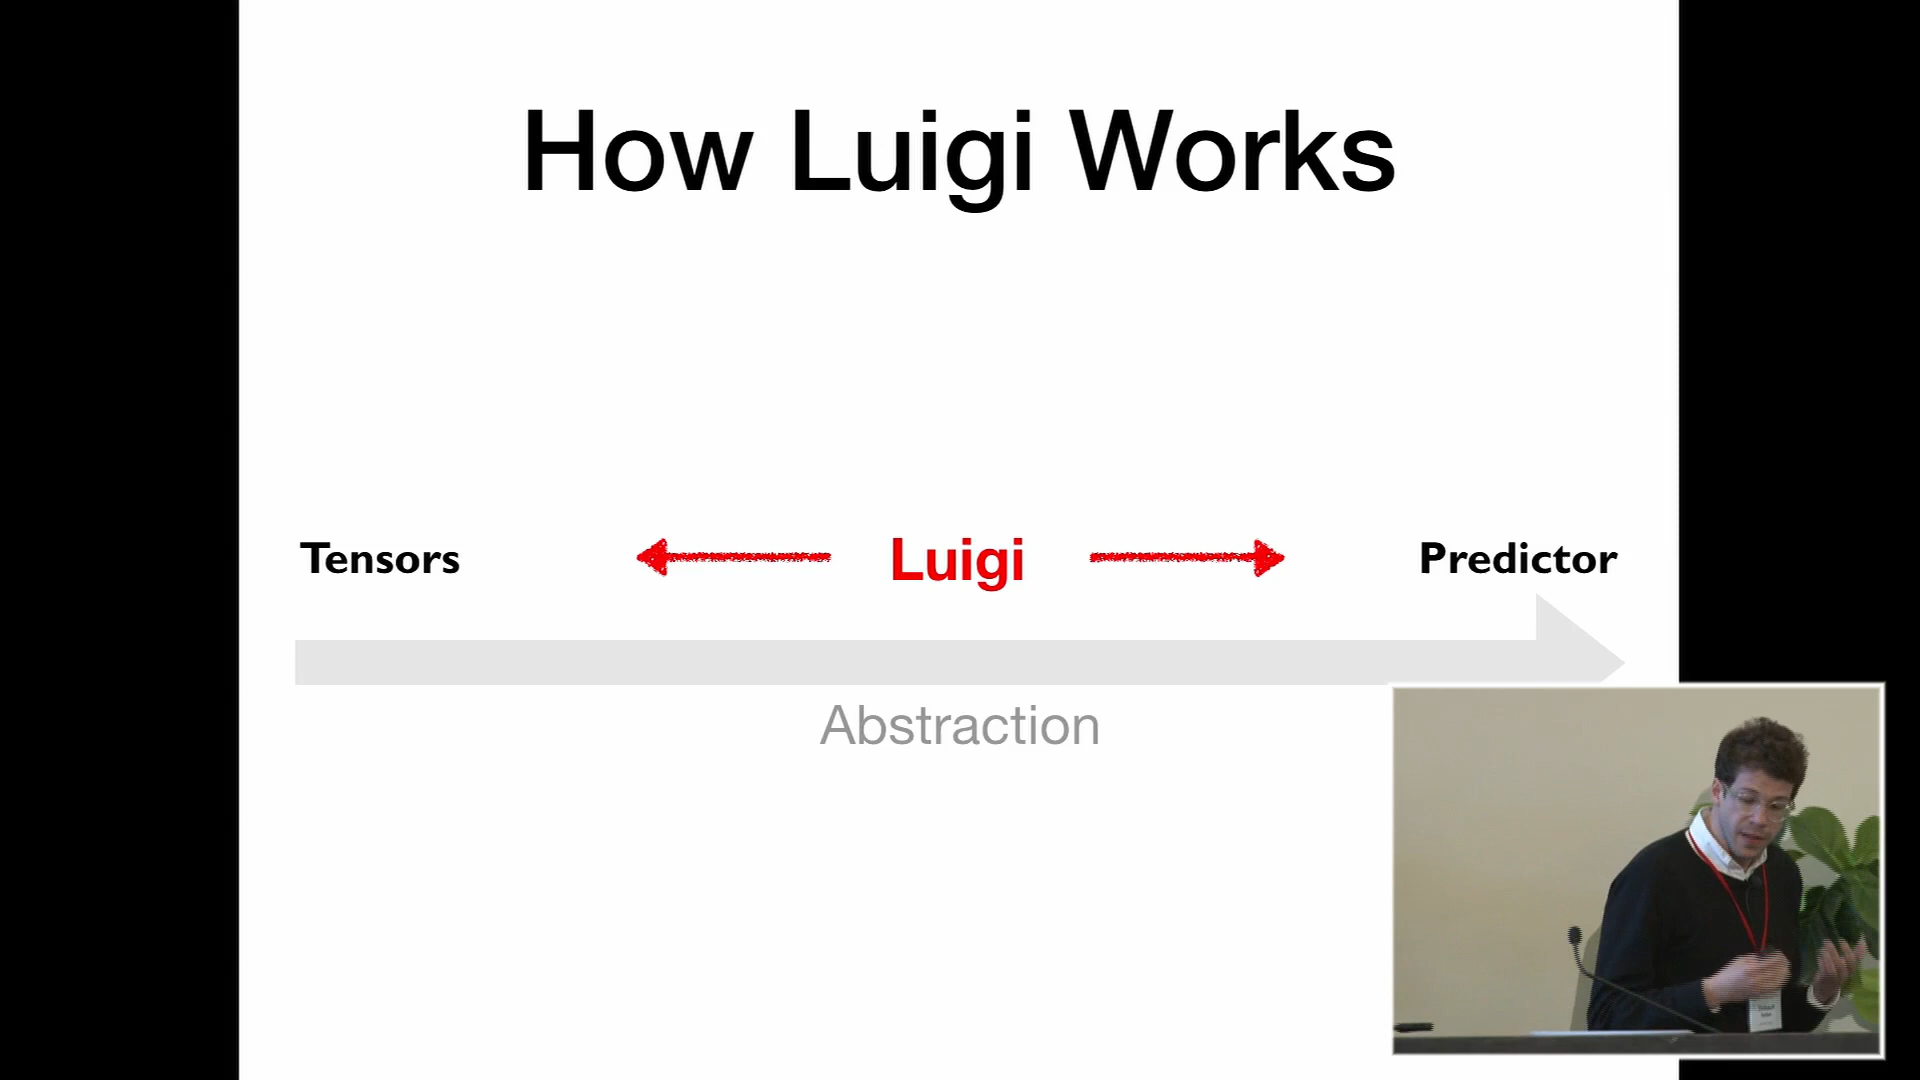 How Luigi Works
Tensors
Luigi
Predictor
Abstraction